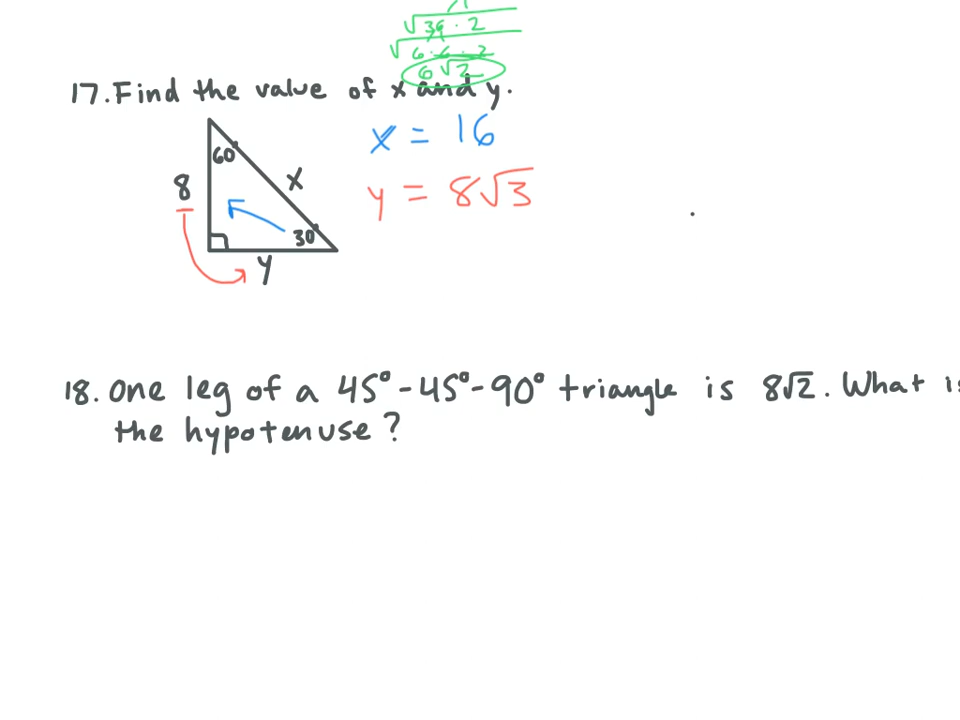 √36 · 2
√6 · 6 · 2
6√2
17. Find the value of x and y.
60°
8
x
30°
y
x = 16
y = 8√3
18. One leg of a 45°-45°-90° triangle is 8√2. What is
the hypotenuse?